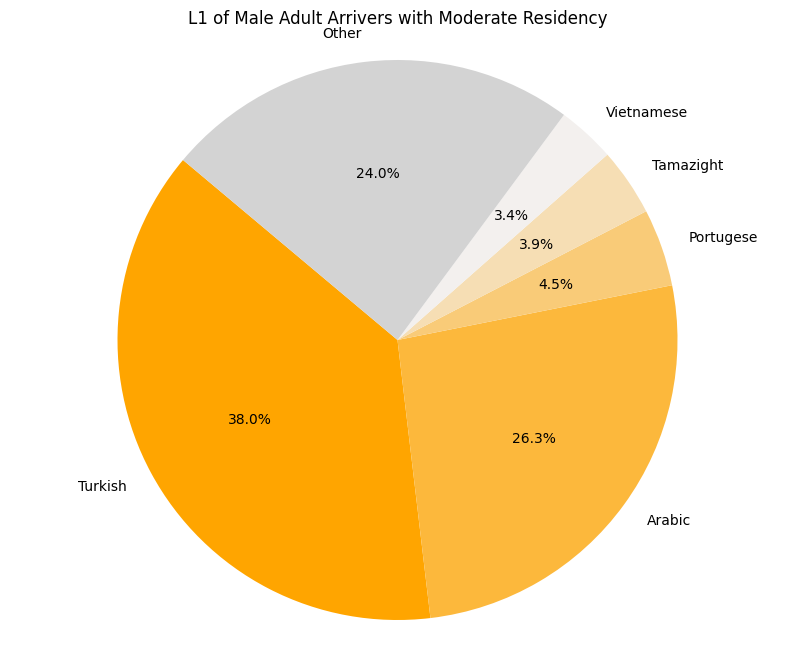 L1 of Male Adult Arrivers with Moderate Residency
Other
Vietnamese
Tamazight
Portugese
Arabic
Turkish
24.0%
3.4%
3.9%
4.5%
26.3%
38.0%